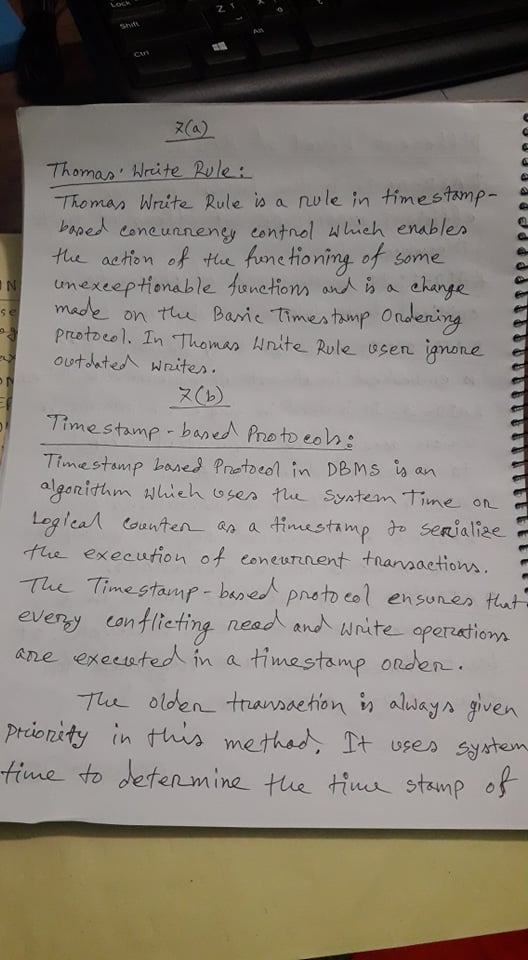 Lock
Shift
Z
Ctrl
Alt
7(a)
Thomas' Write Rule:
Thomas Write Rule is a rule in timestamp-
based concurrency control which enables
the action of the functioning of some
unexceptionable functions and is a change
made on the Basic Timestamp Ordering
Protocol. In Thomas Write Rule user ignore
outdated writes.
7(b)
Timestamp-based Protocols:
Timestamp based Protocol in DBMS is an
algorithm which uses the System Time or
Logical Counter as a timestamp to serialize
the execution of concurrent transactions.
The Timestamp-based protocol ensures that
every conflicting read and write operations
are executed in a timestamp order.
The older transaction is always given
priority in this method. It uses system
time to determine the time stamp of